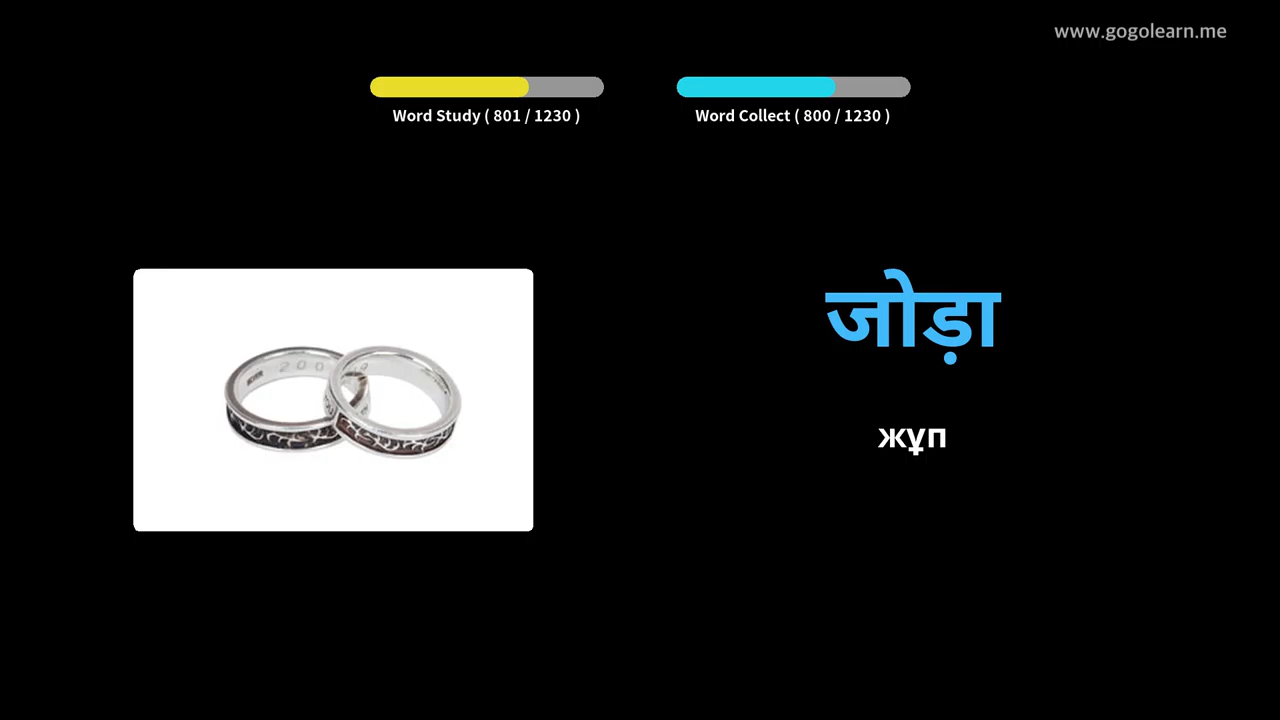 www.gogolearn.me
Word Study ( 801 / 1230 )
Word Collect ( 800 / 1230 )
जोड़ा
жұп